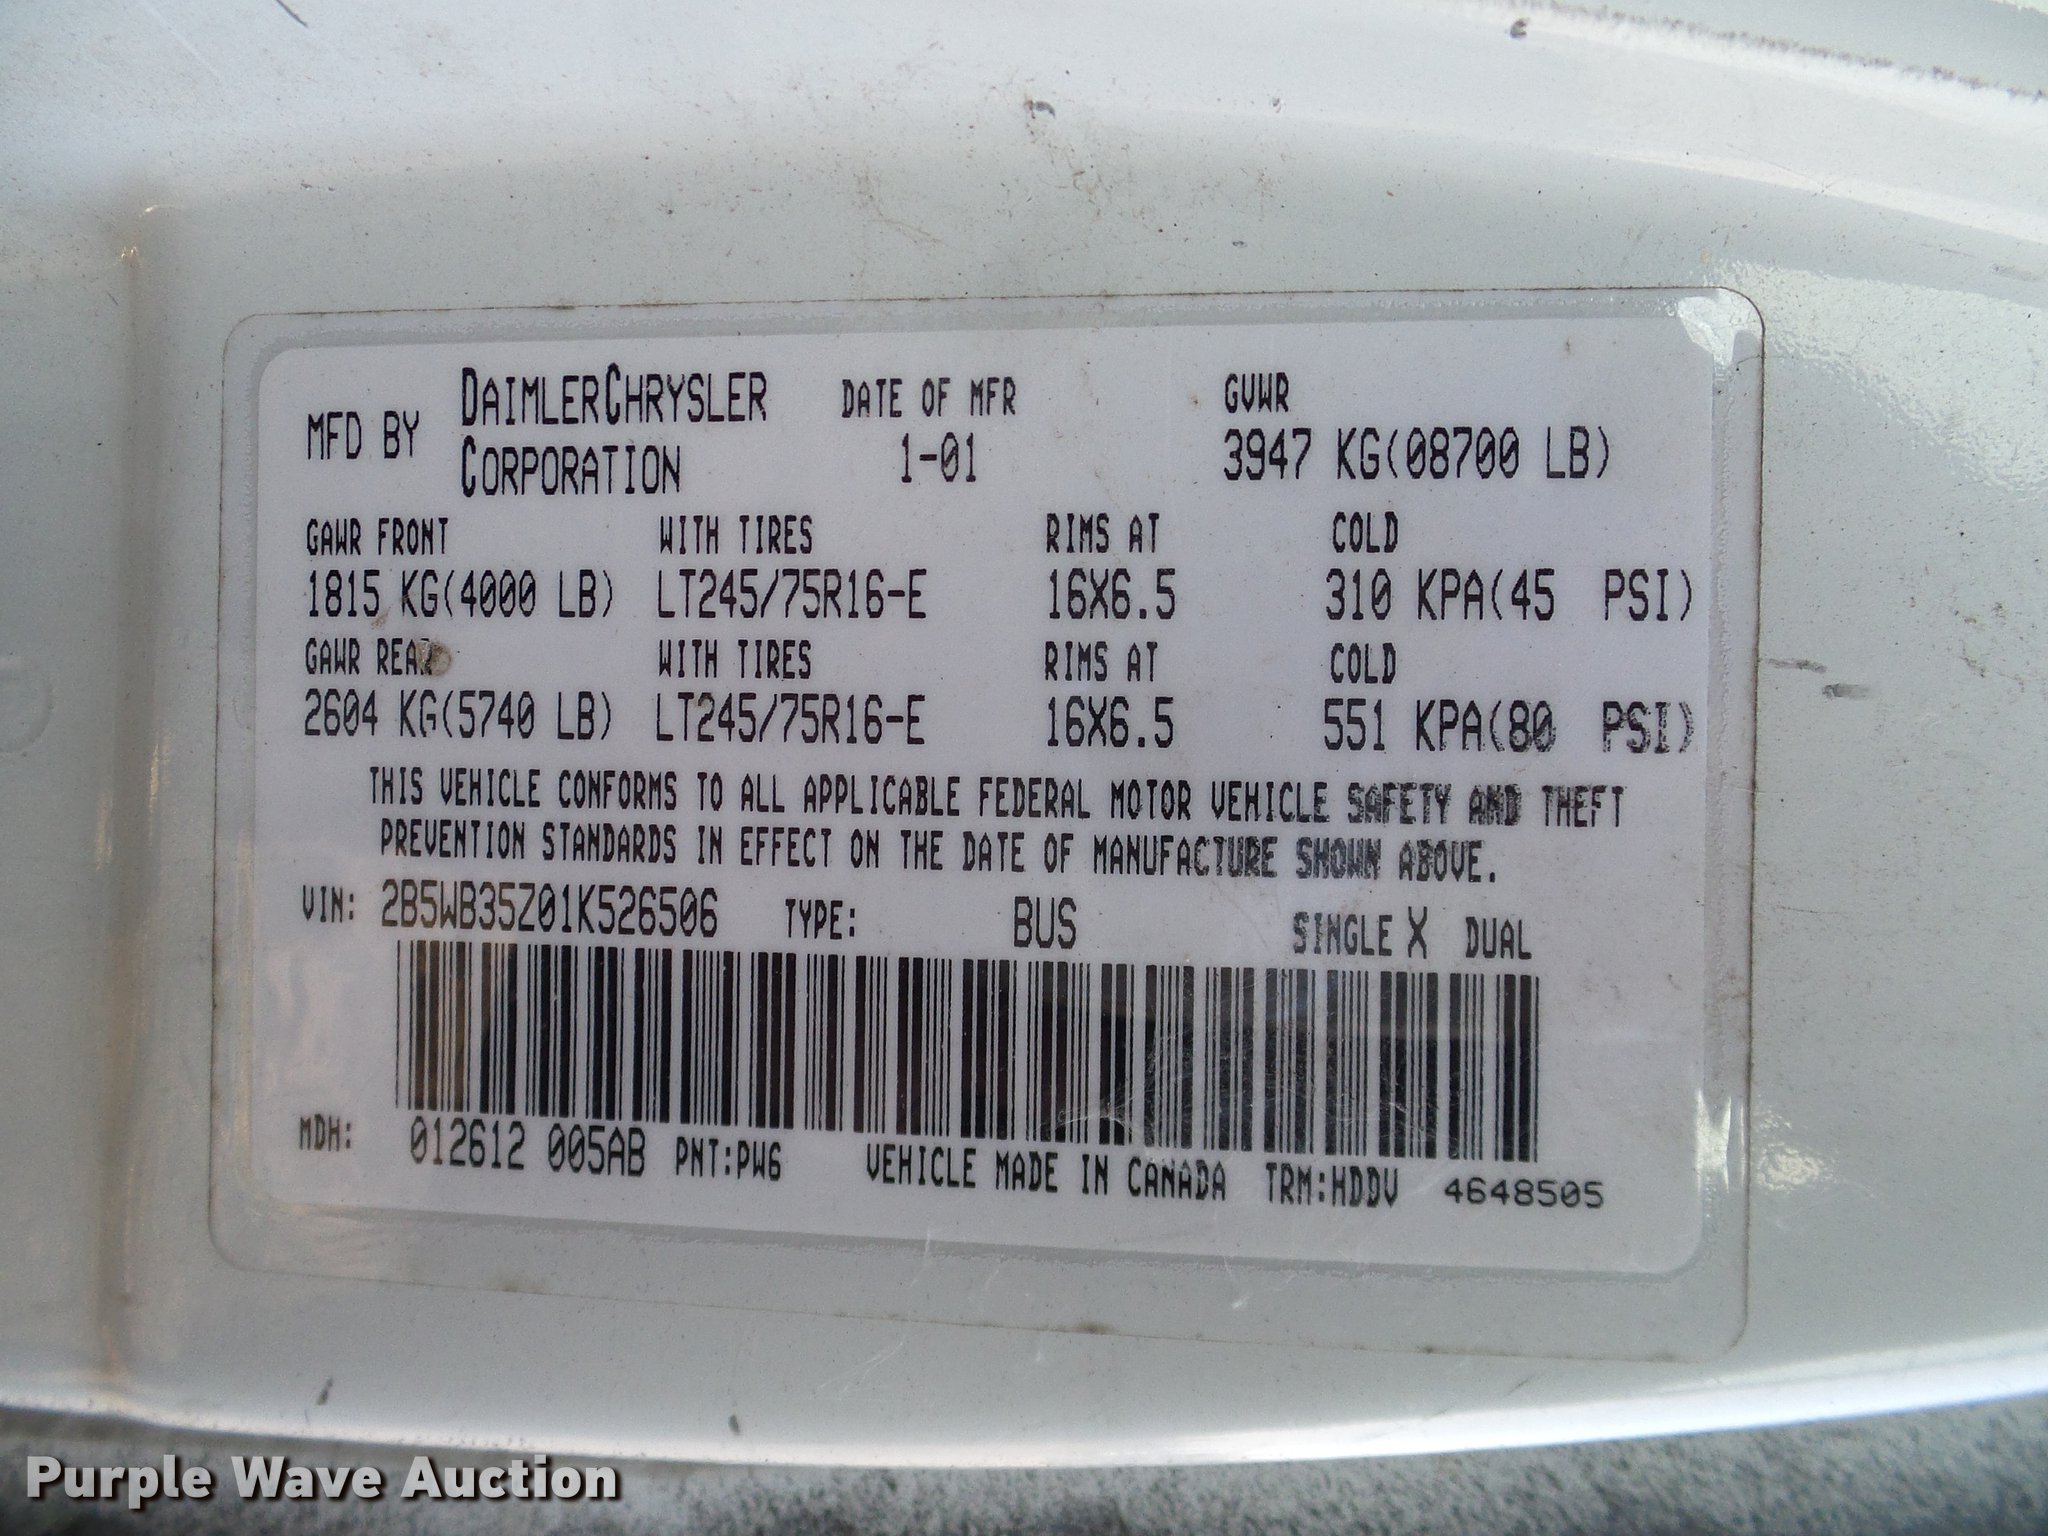 MFD BY DAIMLERCHRYSLER CORPORATION DATE OF MFR 1-01 GVWR 3947 KG(08700 LB)
GAWR FRONT WITH TIRES RIMS AT COLD
1815 KG(4000 LB) LT245/75R16-E 16X6.5 310 KPA(45 PSI)
GAWR REAR WITH TIRES RIMS AT COLD
2604 KG(5740 LB) LT245/75R16-E 16X6.5 551 KPA(80 PSI)
THIS VEHICLE CONFORMS TO ALL APPLICABLE FEDERAL MOTOR VEHICLE SAFETY AND THEFT
PREVENTION STANDARDS IN EFFECT ON THE DATE OF MANUFACTURE SHOWN ABOVE.
VIN: 2B5WB35Z01K526506 TYPE: BUS SINGLE X DUAL
MDH: 012612 005AB PNT:PW6 VEHICLE MADE IN CANADA TRM:HDDV 4648505
Purple Wave Auction